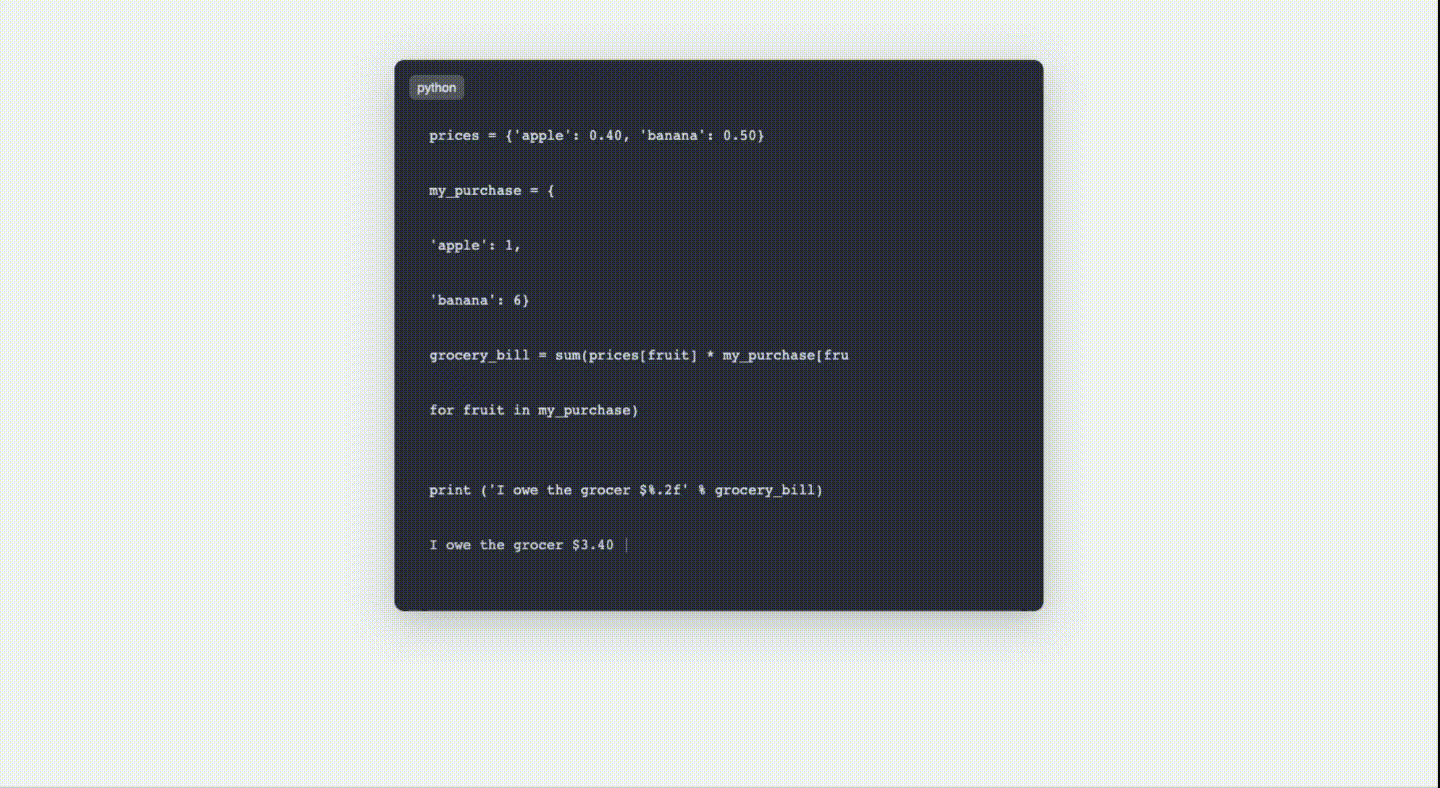 python
prices = {'apple': 0.40, 'banana': 0.50}
my_purchase = {
'apple': 1,
'banana': 6}
grocery_bill = sum(prices[fruit] * my_purchase[fru
for fruit in my_purchase)
print ('I owe the grocer $%.2f' % grocery_bill)
I owe the grocer $3.40